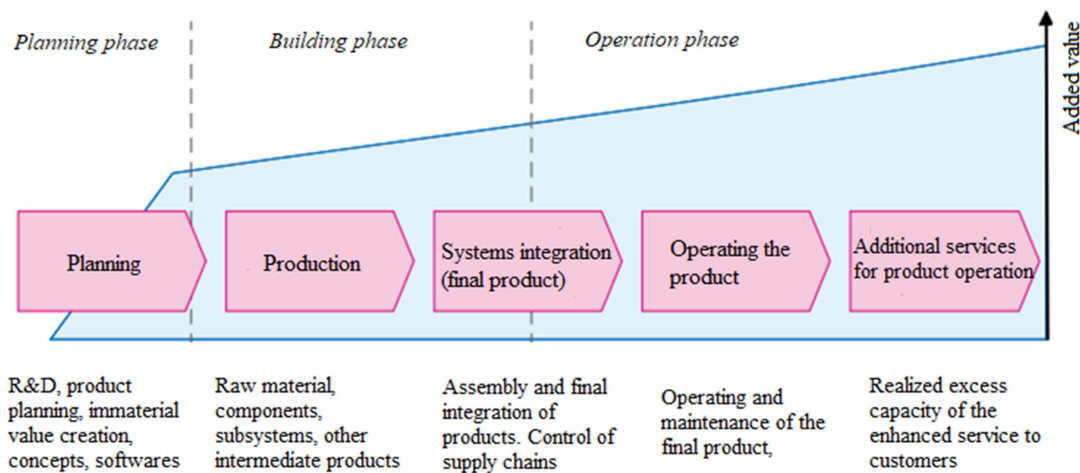 Planning phase
Building phase
Operation phase
Added value
Planning
Production
Systems integration
(final product)
Operating the
product
Additional services
for product operation
R&D, product
planning, immaterial
value creation,
concepts, softwares
Raw material,
components,
subsystems, other
intermediate products
Assembly and final
integration of
products. Control of
supply chains
Operating and
maintenance of the
final product,
Realized excess
capacity of the
enhanced service to
customers